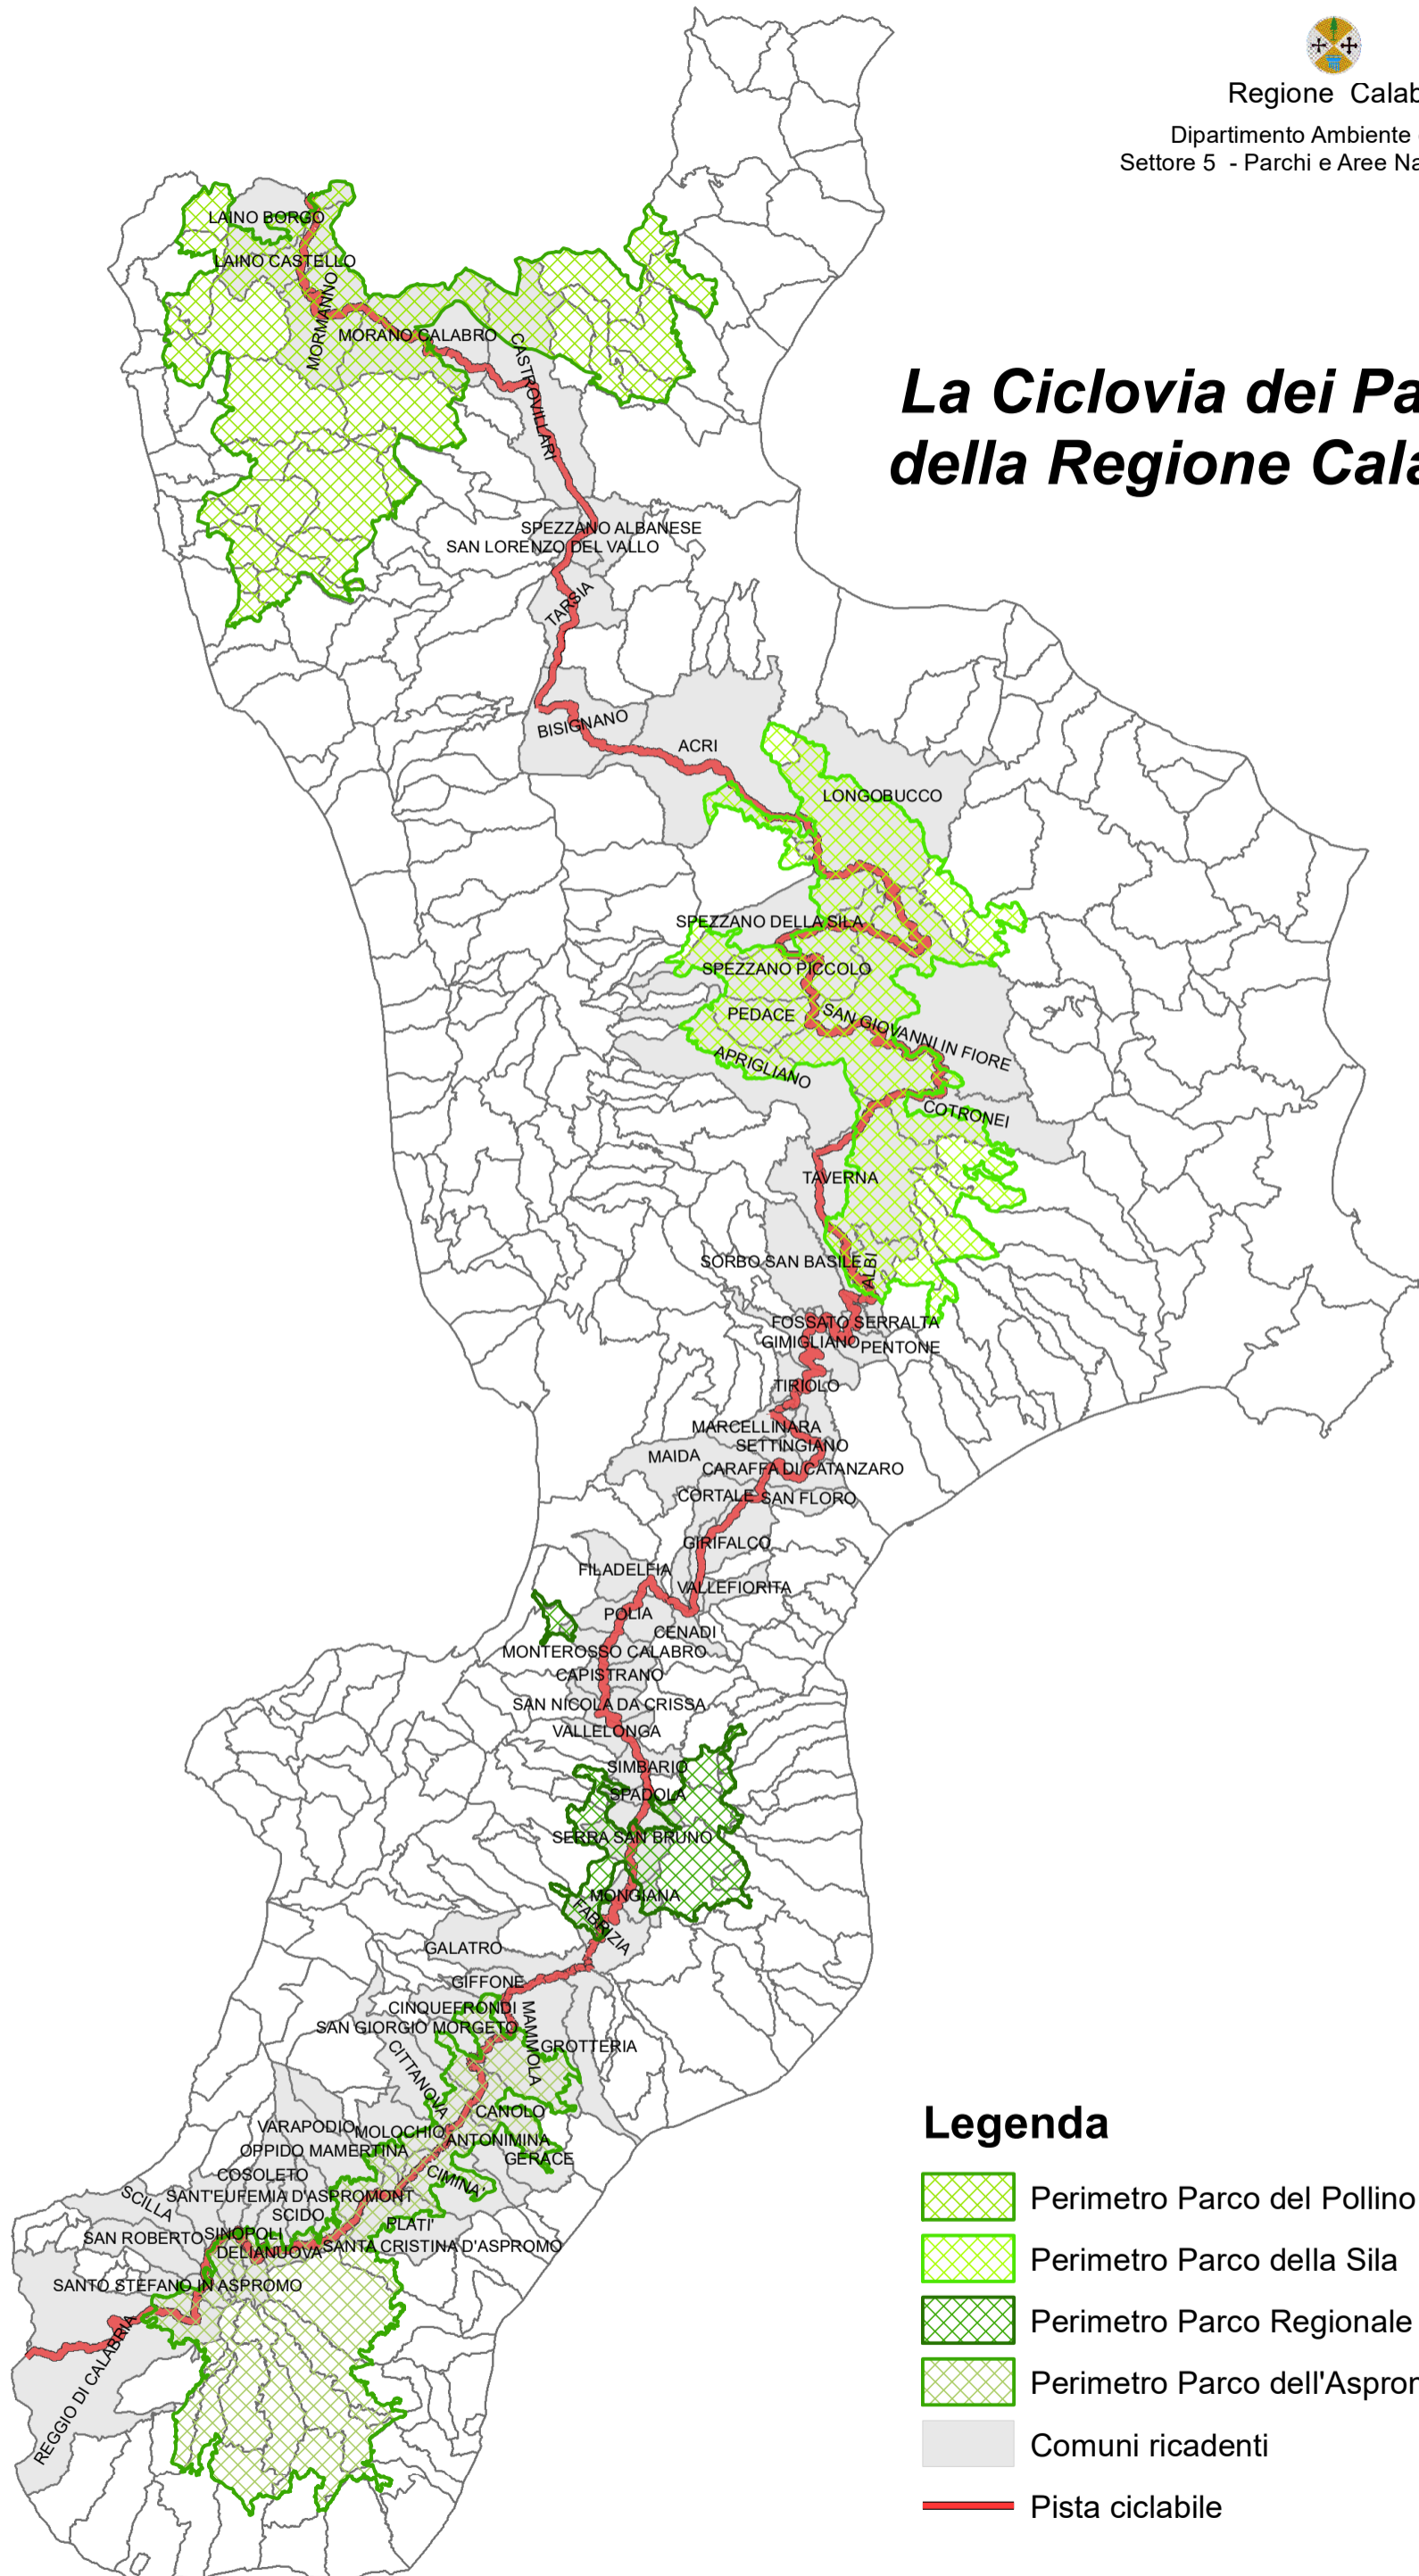 Regione Calab
Dipartimento Ambiente
Settore 5 - Parchi e Aree Na
La Ciclovia dei Pa
della Regione Cala
LAINO BORGO
LAINO CASTELLO
MORMANNO
MORANO CALABRO
CASTROVILLARI
SPEZZANO ALBANESE
SAN LORENZO DEL VALLO
TARSIA
BISIGNANO
ACRI
LONGOBUCCO
SPEZZANO DELLA SILA
SPEZZANO PICCOLO
PEDACE
SAN GIOVANNI IN FIORE
APRIGLIANO
COTRONEI
TAVERNA
SORBO SAN BASILE
ALBI
FOSSATO SERRALTA
GIMIGLIANO
PENTONE
TIRIOLO
MARCELLINARA
SETTINGIANO
MAIDA
CARAFFA DI CATANZARO
CORTALE
SAN FLORO
GIRIFALCO
FILADELFIA
VALLEFIORITA
POLIA
CENADI
MONTEROSSO CALABRO
CAPISTRANO
SAN NICOLA DA CRISSA
VALLELONGA
SIMBARIO
SPADOLA
SERRA SAN BRUNO
MONGIANA
FABRIZIA
GALATRO
GIFFONE
CINQUEFRONDI
SAN GIORGIO MORGETO
MAMMOLA
GROTTERIA
CITTANOVA
CANOLO
VARAPODIO
MOLOCHIO
ANTONIMINA
OPPIDO MAMERTINA
GERACE
COSOLETO
CIMINA'
SANT'EUFEMIA D'ASPROMONT
SCILLA
SCIDO
PLATI'
SAN ROBERTO
SINOPOLI
DELIANUOVA
SANTA CRISTINA D'ASPROMO
SANTO STEFANO IN ASPROMO
REGGIO DI CALABRIA
Legenda
Perimetro Parco del Pollino
Perimetro Parco della Sila
Perimetro Parco Regionale
Perimetro Parco dell'Aspron
Comuni ricadenti
Pista ciclabile